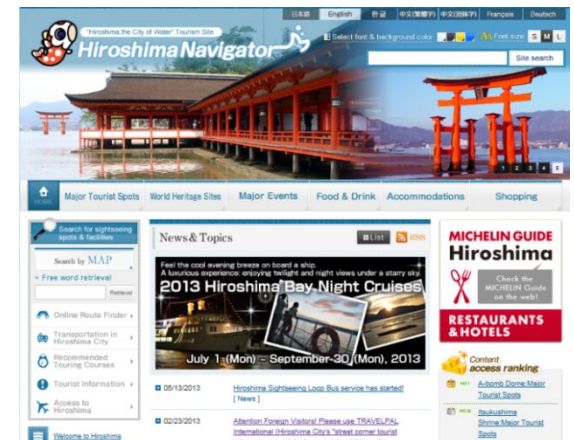 日本語 English 한글 中文(繁體字) 中文(简体字) Français Deutsch
"Hiroshima the City of Water" Tourism Site
Hiroshima Navigator
Select font & background color
Font size S M L
Site search
1 2 3 4 5
HOME
Major Tourist Spots
World Heritage Sites
Major Events
Food & Drink
Accommodations
Shopping
Search for sightseeing
spots & facilities
Search by MAP
Free word retrieval
Retrieval
Online Route Finder
Transportation in
Hiroshima City
Recommended
Touring Courses
Tourist Information
Access to
Hiroshima
Welcome to Hiroshima
News & Topics
List
RSS
Feel the cool evening breeze on board a ship.
A luxurious experience: enjoying twilight and night views under a starry sky.
2013 Hiroshima Bay Night Cruises
July 1 (Mon) - September 30 (Mon), 2013
05/13/2013
Hiroshima Sightseeing Loop Bus service has started!
[ News ]
02/23/2013
Attention Foreign Visitors! Please use TRAVELPAL
International (Hiroshima City's "street corner tourist
MICHELIN GUIDE
Hiroshima
Check the
MICHELIN Guide
on the web!
RESTAURANTS
& HOTELS
Content
access ranking
A-bomb Dome:Major
Tourist Spots
Itsukushima
Shrine:Major Tourist
Spots